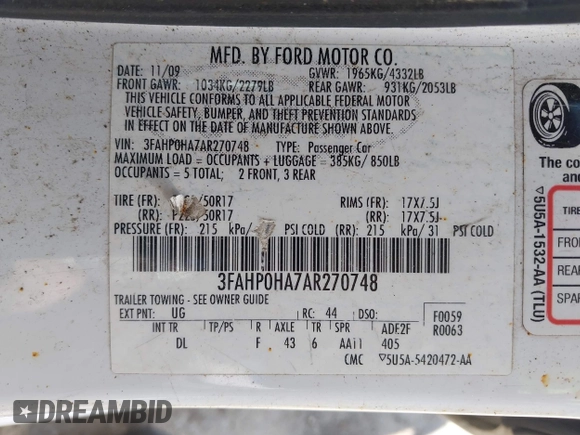 MFD. BY FORD MOTOR CO.
DATE: 11/09 GVWR: 1965KG/4332LB
FRONT GAWR: 1034KG/2279LB REAR GAWR: 931KG/2053LB
THIS VEHICLE CONFORMS TO ALL APPLICABLE FEDERAL MOTOR
VEHICLE SAFETY, BUMPER, AND THEFT PREVENTION STANDARDS
IN EFFECT ON THE DATE OF MANUFACTURE SHOWN ABOVE.
VIN: 3FAHP0HA7AR270748 TYPE: Passenger Car
MAXIMUM LOAD = OCCUPANTS + LUGGAGE = 385KG/ 850LB
OCCUPANTS = 5 TOTAL; 2 FRONT, 3 REAR
TIRE (FR): /50R17 RIMS (FR): 17X7.5J
(RR): /50R17 (RR): 17X7.5J
PRESSURE (FR): 215 kPa/ PSI COLD (RR): 215 kPa/ 31 PSI COLD
3FAHP0HA7AR270748
TRAILER TOWING - SEE OWNER GUIDE
EXT PNT: UG RC: 44 DSO: F0059
R0063
INT TR TP/PS R AXLE TR SPR
DL F 43 6 AA11 405
CMC ▽5U5A-5420472-AA
The co
and
▽5U5A-1532-AA (TLU)
TIRE
FRO
REA
SPA
DREAMBID